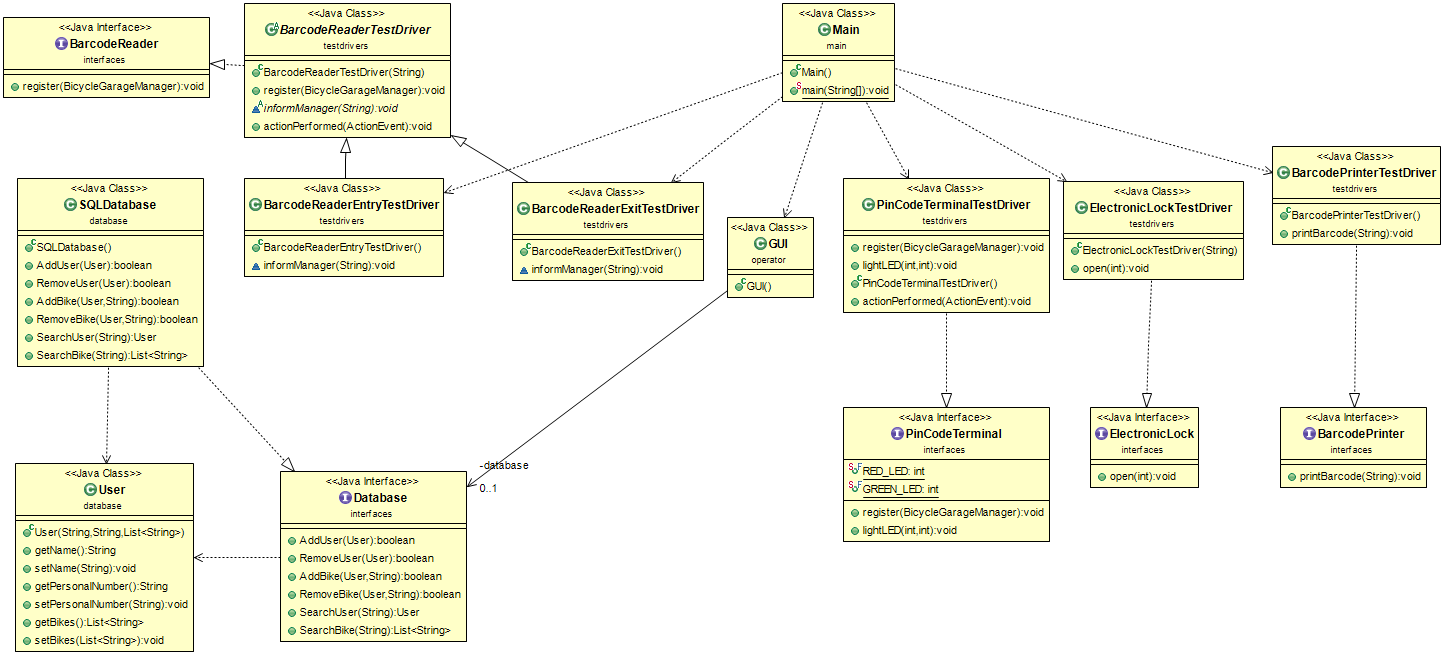 <<Java Interface>>
BarcodeReader
interfaces
register(BicycleGarageManager):void
<<Java Class>>
BarcodeReaderTestDriver
testdrivers
BarcodeReaderTestDriver(String)
register(BicycleGarageManager):void
informManager(String):void
actionPerformed(ActionEvent):void
<<Java Class>>
Main
main
Main()
main(String[]):void
<<Java Class>>
SQLDatabase
database
SQLDatabase()
AddUser(User):boolean
RemoveUser(User):boolean
AddBike(User,String):boolean
RemoveBike(User,String):boolean
SearchUser(String):User
SearchBike(String):List<String>
<<Java Class>>
BarcodeReaderEntryTestDriver
testdrivers
BarcodeReaderEntryTestDriver()
informManager(String):void
<<Java Class>>
BarcodeReaderExitTestDriver
testdrivers
BarcodeReaderExitTestDriver()
informManager(String):void
<<Java Class>>
GUI
operator
GUI()
<<Java Class>>
PinCodeTerminalTestDriver
testdrivers
register(BicycleGarageManager):void
lightLED(int,int):void
PinCodeTerminalTestDriver()
actionPerformed(ActionEvent):void
<<Java Class>>
ElectronicLockTestDriver
testdrivers
ElectronicLockTestDriver(String)
open(int):void
<<Java Class>>
BarcodePrinterTestDriver
testdrivers
BarcodePrinterTestDriver()
printBarcode(String):void
<<Java Class>>
User
database
User(String,String,List<String>)
getName():String
setName(String):void
getPersonalNumber():String
setPersonalNumber(String):void
getBikes():List<String>
setBikes(List<String>):void
<<Java Interface>>
Database
interfaces
AddUser(User):boolean
RemoveUser(User):boolean
AddBike(User,String):boolean
RemoveBike(User,String):boolean
SearchUser(String):User
SearchBike(String):List<String>
-database
0..1
<<Java Interface>>
PinCodeTerminal
interfaces
RED_LED: int
GREEN_LED: int
register(BicycleGarageManager):void
lightLED(int,int):void
<<Java Interface>>
ElectronicLock
interfaces
open(int):void
<<Java Interface>>
BarcodePrinter
interfaces
printBarcode(String):void